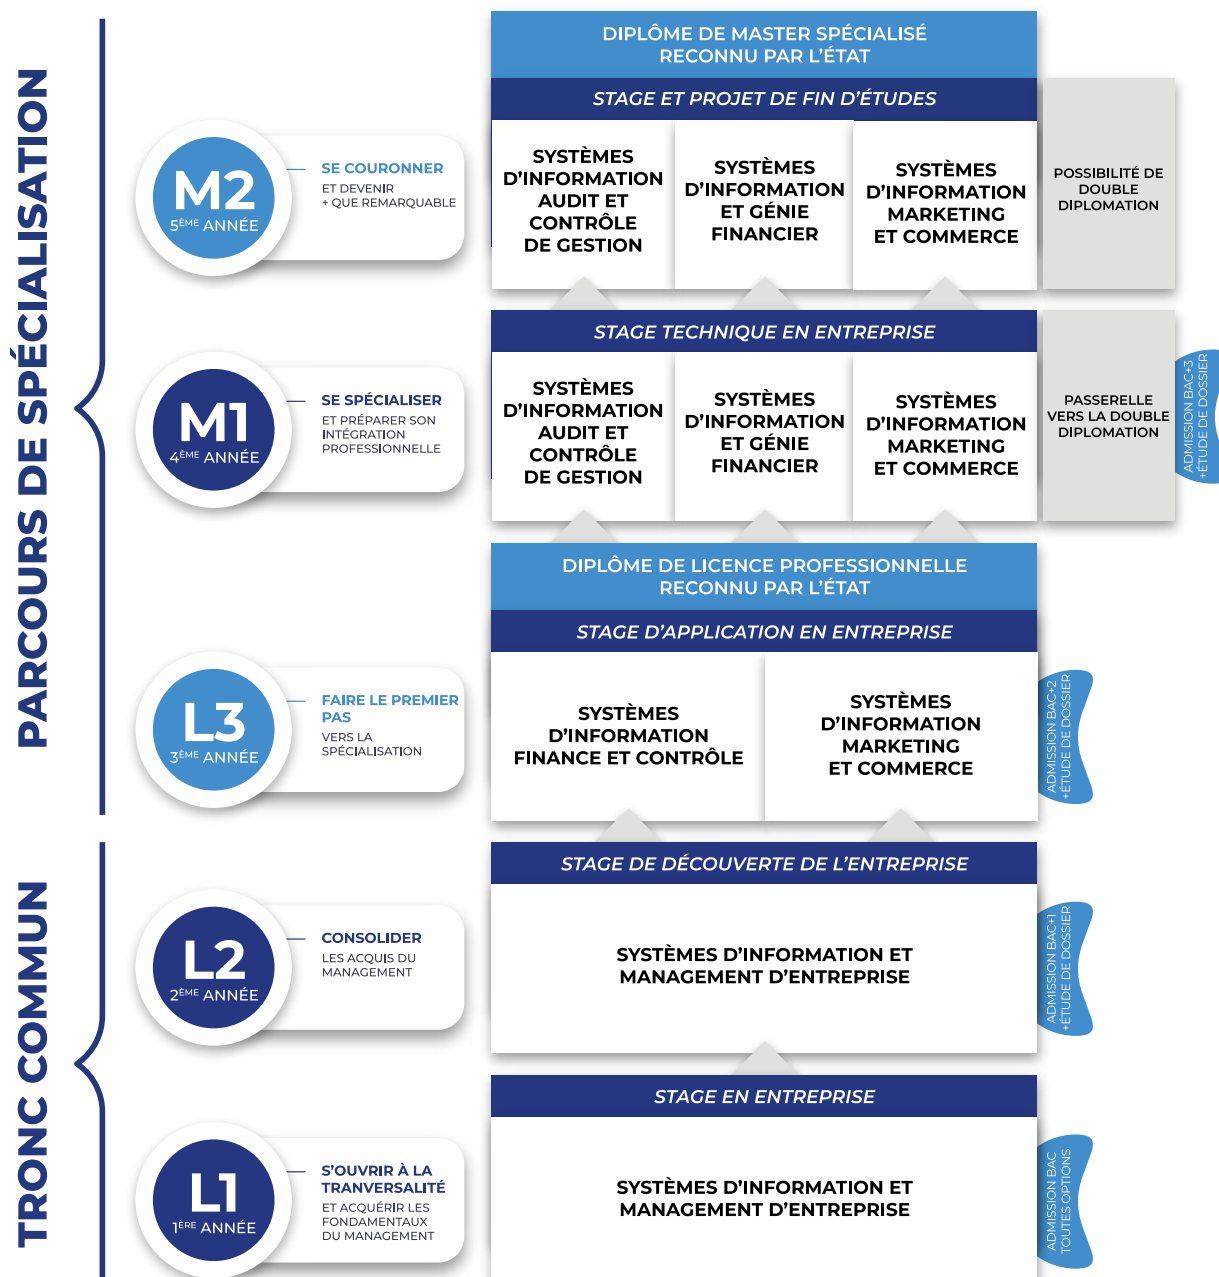 PARCOURS DE SPÉCIALISATION
DIPLÔME DE MASTER SPÉCIALISÉ
RECONNU PAR L'ÉTAT
STAGE ET PROJET DE FIN D'ÉTUDES
M2
5ÈME ANNÉE
SE COURONNER
ET DEVENIR
+ QUE REMARQUABLE
SYSTÈMES
D'INFORMATION
AUDIT ET
CONTRÔLE
DE GESTION
SYSTÈMES
D'INFORMATION
ET GÉNIE
FINANCIER
SYSTÈMES
D'INFORMATION
MARKETING
ET COMMERCE
POSSIBILITÉ DE
DOUBLE
DIPLOMATION
STAGE TECHNIQUE EN ENTREPRISE
M1
4ÈME ANNÉE
SE SPÉCIALISER
ET PRÉPARER SON
INTÉGRATION
PROFESSIONNELLE
SYSTÈMES
D'INFORMATION
AUDIT ET
CONTRÔLE
DE GESTION
SYSTÈMES
D'INFORMATION
ET GÉNIE
FINANCIER
SYSTÈMES
D'INFORMATION
MARKETING
ET COMMERCE
PASSERELLE
VERS LA DOUBLE
DIPLOMATION
ADMISSION BAC+3
+ÉTUDE DE DOSSIER
DIPLÔME DE LICENCE PROFESSIONNELLE
RECONNU PAR L'ÉTAT
STAGE D'APPLICATION EN ENTREPRISE
L3
3ÈME ANNÉE
FAIRE LE PREMIER
PAS
VERS LA
SPÉCIALISATION
SYSTÈMES
D'INFORMATION
FINANCE ET CONTRÔLE
SYSTÈMES
D'INFORMATION
MARKETING
ET COMMERCE
ADMISSION BAC+2
+ÉTUDE DE DOSSIER
TRONC COMMUN
STAGE DE DÉCOUVERTE DE L'ENTREPRISE
L2
2ÈME ANNÉE
CONSOLIDER
LES ACQUIS DU
MANAGEMENT
SYSTÈMES D'INFORMATION ET
MANAGEMENT D'ENTREPRISE
ADMISSION BAC+1
+ÉTUDE DE DOSSIER
STAGE EN ENTREPRISE
L1
1ÈRE ANNÉE
S'OUVRIR À LA
TRANVERSALITÉ
ET ACQUÉRIR LES
FONDAMENTAUX
DU MANAGEMENT
SYSTÈMES D'INFORMATION ET
MANAGEMENT D'ENTREPRISE
ADMISSION BAC
TOUTES OPTIONS